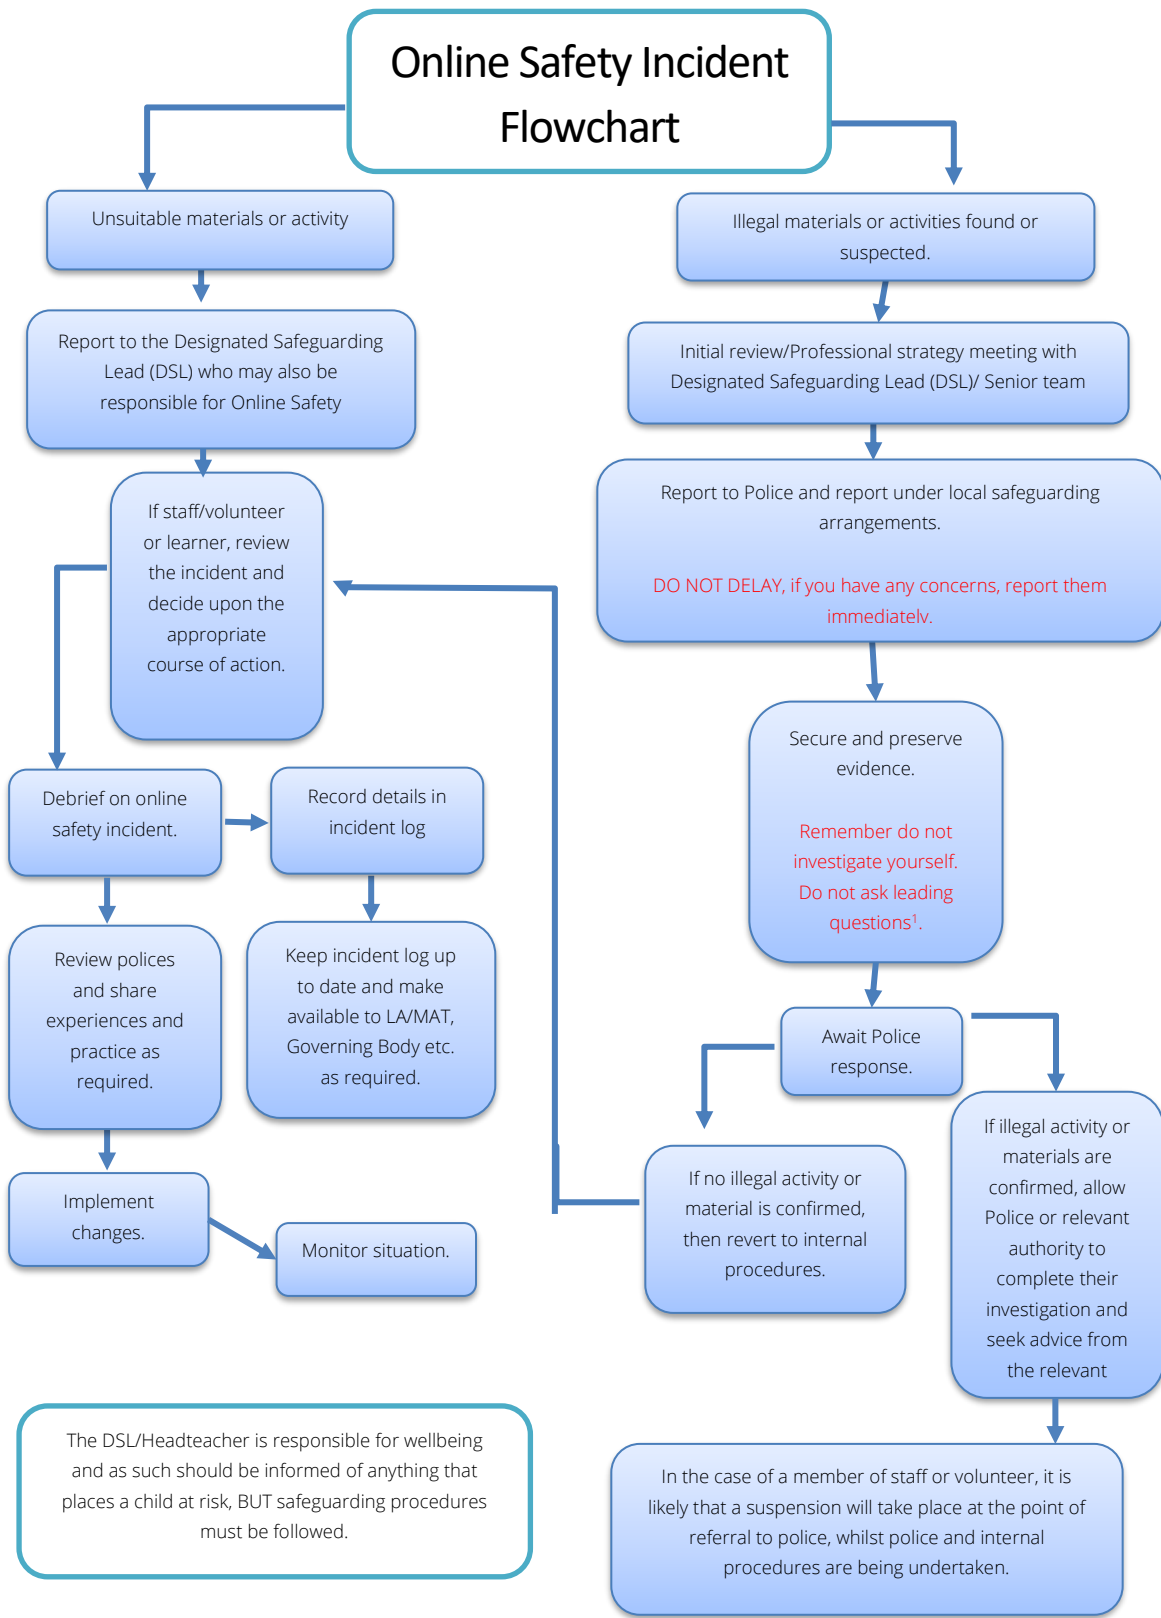 Online Safety Incident
Flowchart
Unsuitable materials or activity
Report to the Designated Safeguarding
Lead (DSL) who may also be
responsible for Online Safety
If staff/volunteer
or learner, review
the incident and
decide upon the
appropriate
course of action.
Debrief on online
safety incident.
Record details in
incident log
Review polices
and share
experiences and
practice as
required.
Keep incident log up
to date and make
available to LA/MAT,
Governing Body etc.
as required.
Implement
changes.
Monitor situation.
Illegal materials or activities found or
suspected.
Initial review/Professional strategy meeting with
Designated Safeguarding Lead (DSL)/ Senior team
Report to Police and report under local safeguarding
arrangements.
DO NOT DELAY, if you have any concerns, report them
immediately.
Secure and preserve
evidence.
Remember do not
investigate yourself.
Do not ask leading
questions¹.
Await Police
response.
If no illegal activity or
material is confirmed,
then revert to internal
procedures.
If illegal activity or
materials are
confirmed, allow
Police or relevant
authority to
complete their
investigation and
seek advice from
the relevant
In the case of a member of staff or volunteer, it is
likely that a suspension will take place at the point of
referral to police, whilst police and internal
procedures are being undertaken.
The DSL/Headteacher is responsible for wellbeing
and as such should be informed of anything that
places a child at risk, BUT safeguarding procedures
must be followed.